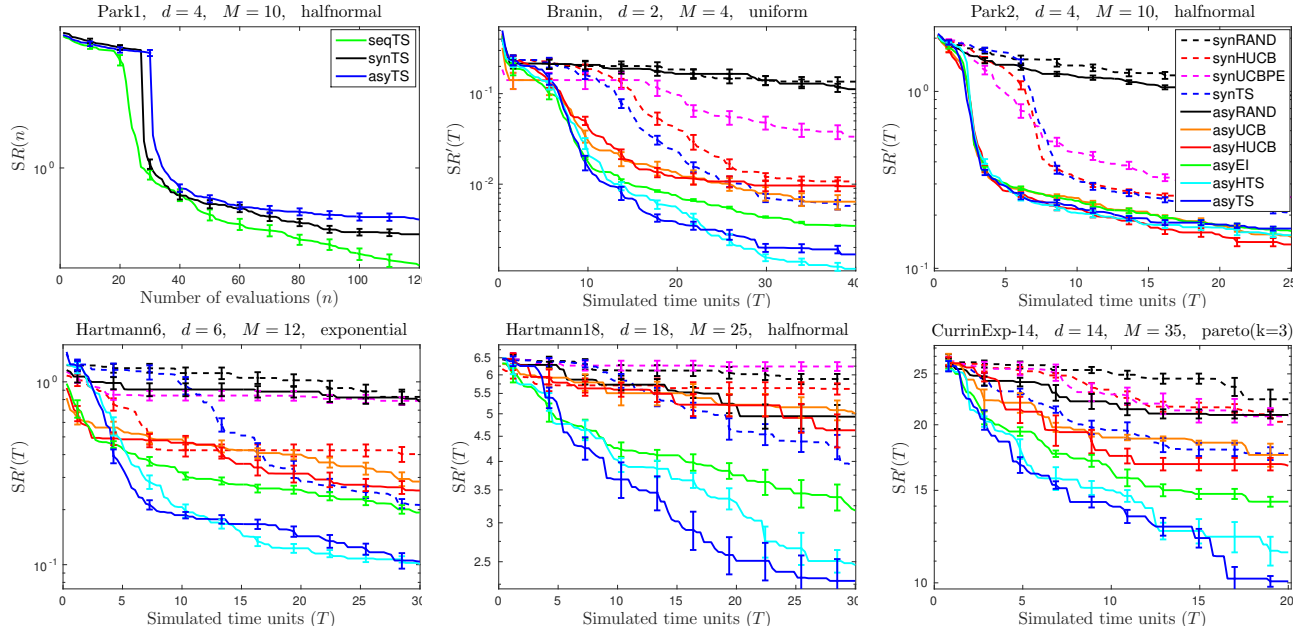 Park1, d = 4, M = 10, halfnormal
SR(n)
10^0
seqTS
synTS
asyTS
0 20 40 60 80 100 120
Number of evaluations (n)
Branin, d = 2, M = 4, uniform
SR′(T)
10^-1
10^-2
0 10 20 30 40
Simulated time units (T)
Park2, d = 4, M = 10, halfnormal
SR′(T)
10^0
10^-1
synRAND
synHUCB
synUCBPE
synTS
asyRAND
asyUCB
asyHUCB
asyEI
asyHTS
asyTS
0 5 10 15 20 25
Simulated time units (T)
Hartmann6, d = 6, M = 12, exponential
SR′(T)
10^0
10^-1
0 5 10 15 20 25 30
Simulated time units (T)
Hartmann18, d = 18, M = 25, halfnormal
SR′(T)
6.5
6
5.5
5
4.5
4
3.5
3
2.5
0 5 10 15 20 25 30
Simulated time units (T)
CurrinExp-14, d = 14, M = 35, pareto(k=3)
SR′(T)
25
20
15
10
0 5 10 15 20
Simulated time units (T)